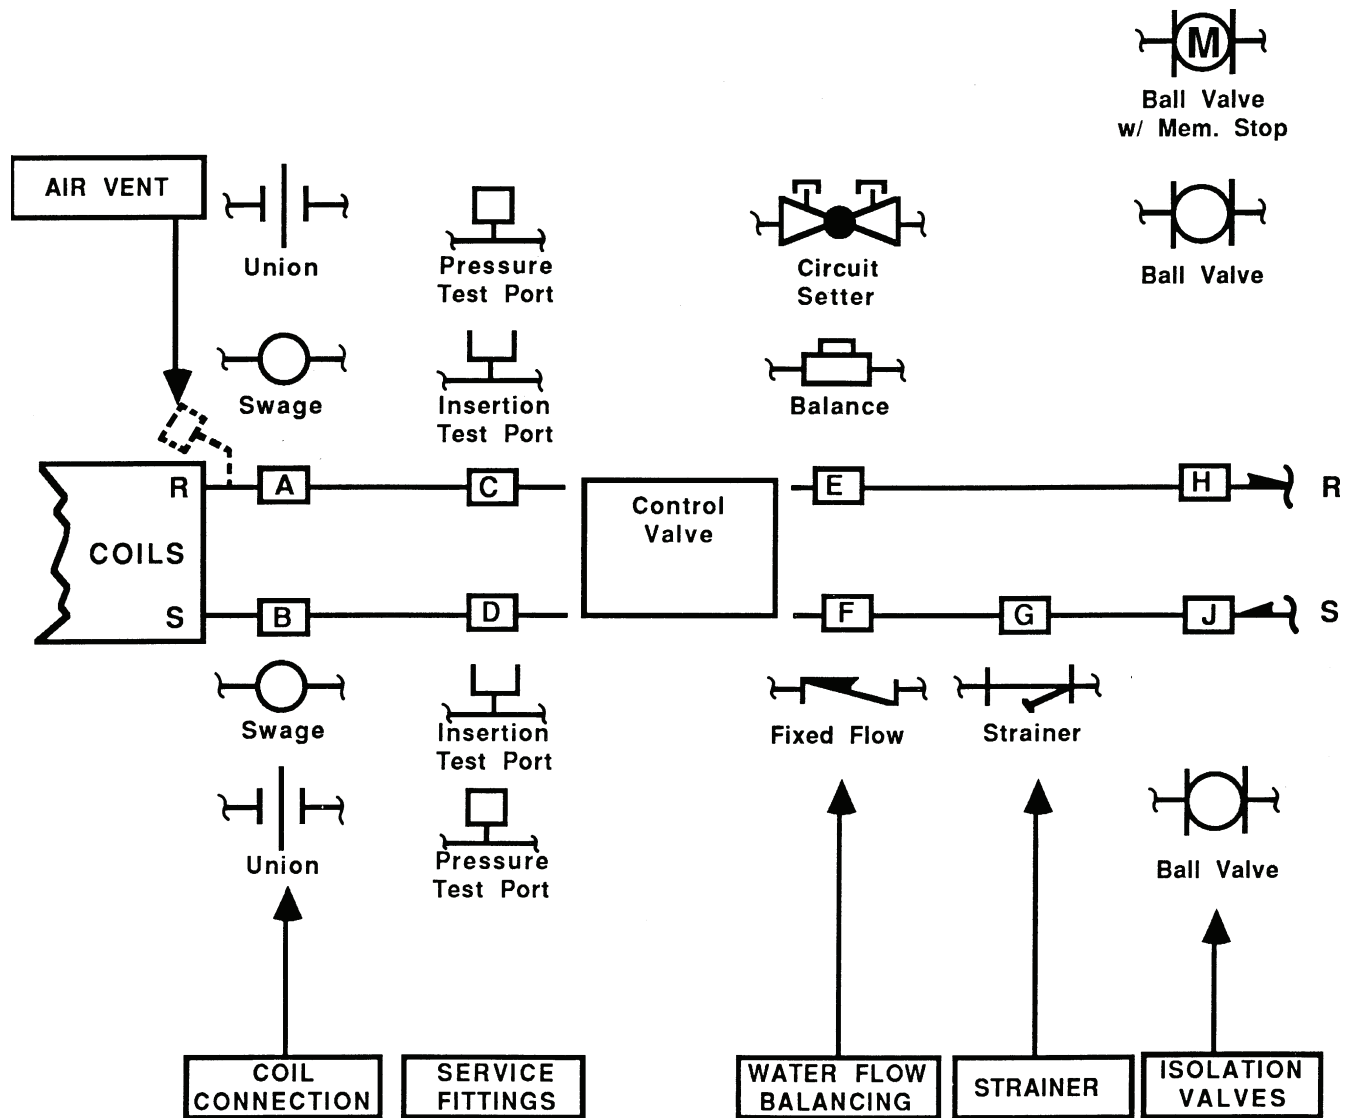 M
Ball Valve
w/ Mem. Stop
AIR VENT
Union
Pressure
Test Port
Circuit
Setter
Ball Valve
Swage
Insertion
Test Port
Balance
R
A
C
Control
Valve
E
H
R
COILS
S
B
D
F
G
J
S
Swage
Insertion
Test Port
Fixed Flow
Strainer
Union
Pressure
Test Port
Ball Valve
COIL
CONNECTION
SERVICE
FITTINGS
WATER FLOW
BALANCING
STRAINER
ISOLATION
VALVES